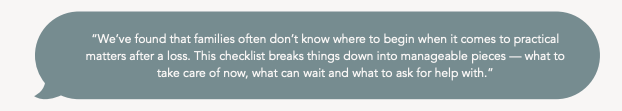 “We’ve found that families often don’t know where to begin when it comes to practical
matters after a loss. This checklist breaks things down into manageable pieces — what to
take care of now, what can wait and what to ask for help with.”